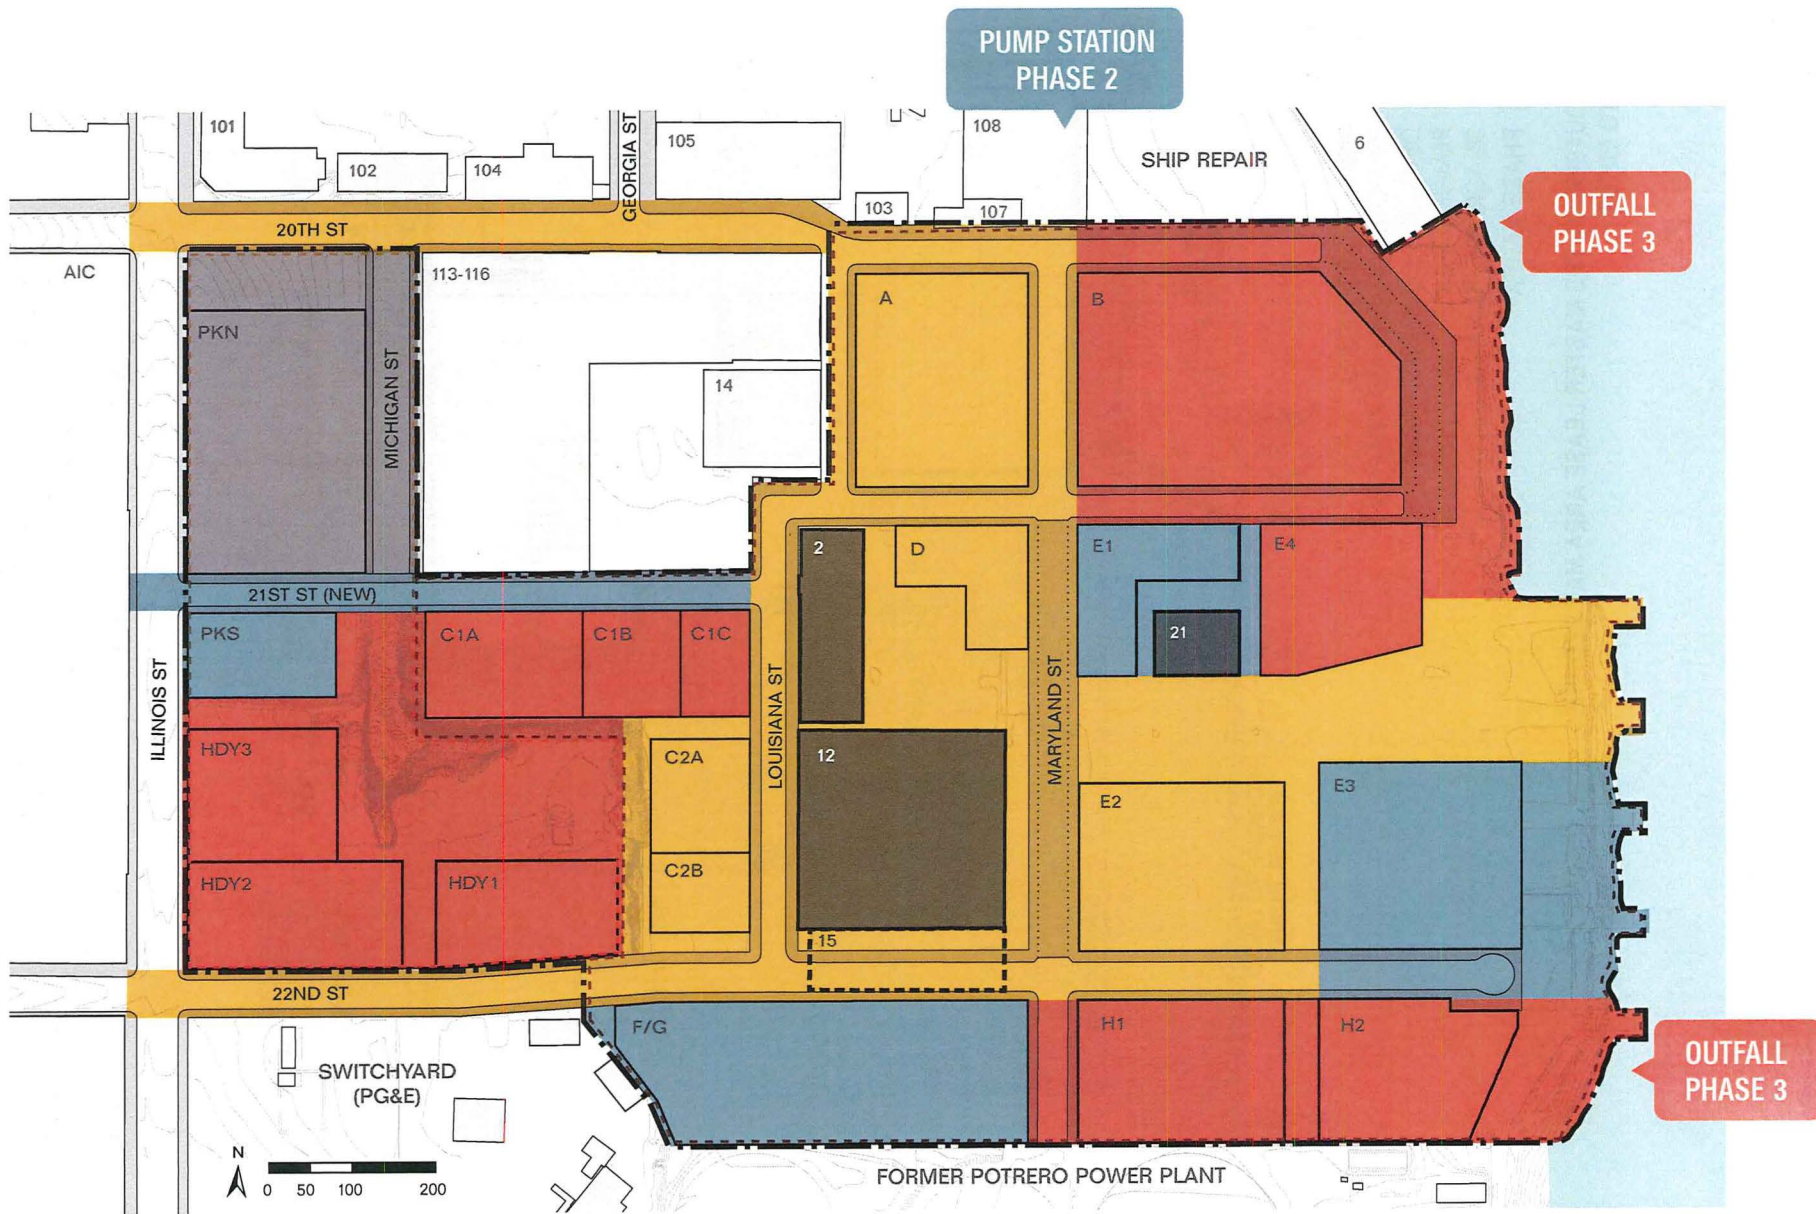 PUMP STATION
PHASE 2
101
102
104
GEORGIA ST
105
108
SHIP REPAIR
6
OUTFALL
PHASE 3
103
107
20TH ST
AIC
113-116
A
B
PKN
MICHIGAN ST
14
2
D
E1
E4
21ST ST (NEW)
PKS
C1A
C1B
C1C
21
ILLINOIS ST
LOUISIANA ST
MARYLAND ST
HDY3
C2A
12
E2
E3
HDY2
HDY1
C2B
15
22ND ST
F/G
H1
H2
OUTFALL
PHASE 3
SWITCHYARD
(PG&E)
N
0 50 100 200
FORMER POTRERO POWER PLANT